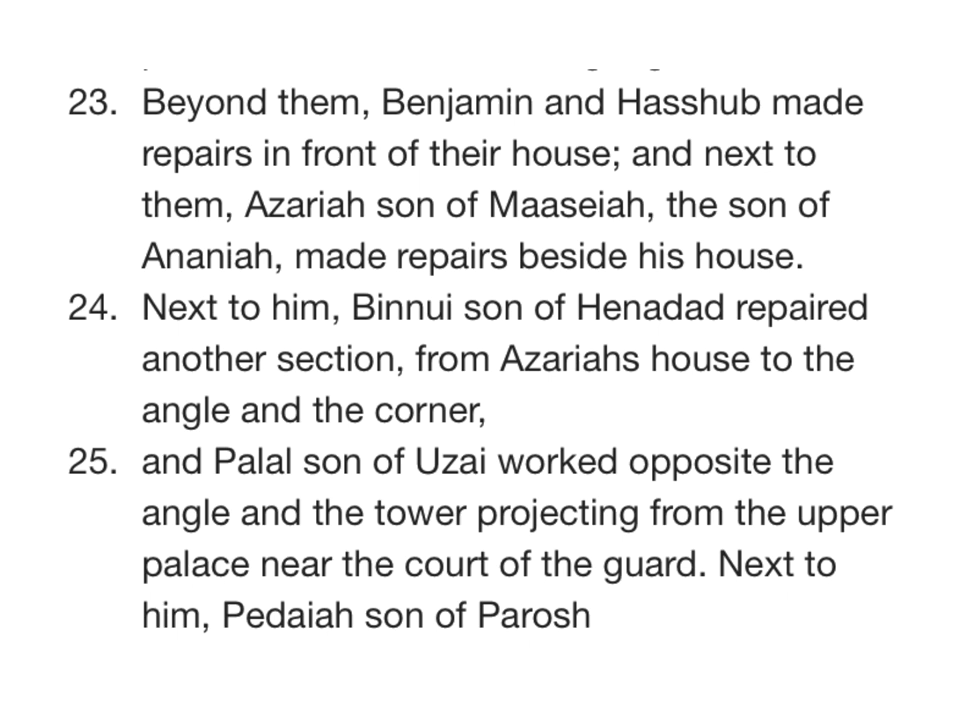 23. Beyond them, Benjamin and Hasshub made
repairs in front of their house; and next to
them, Azariah son of Maaseiah, the son of
Ananiah, made repairs beside his house.
24. Next to him, Binnui son of Henadad repaired
another section, from Azariahs house to the
angle and the corner,
25. and Palal son of Uzai worked opposite the
angle and the tower projecting from the upper
palace near the court of the guard. Next to
him, Pedaiah son of Parosh